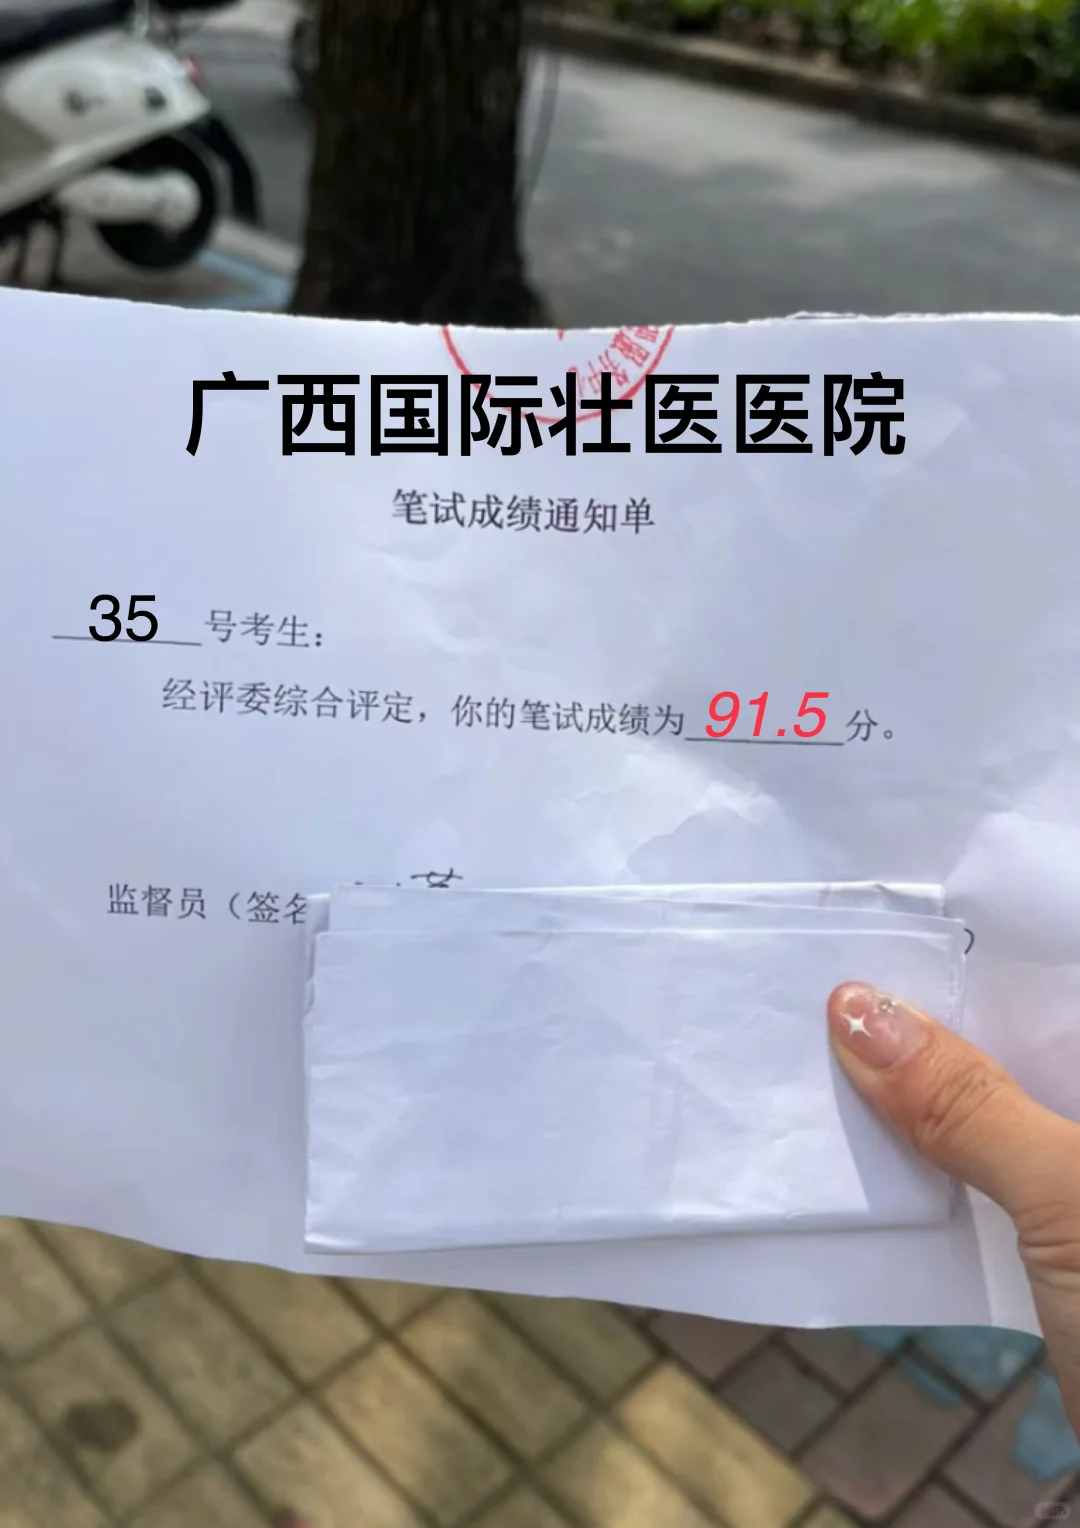 广西国际壮医医院
笔试成绩通知单
35 号考生：
经评委综合评定，你的笔试成绩为 91.5 分。
监督员（签名